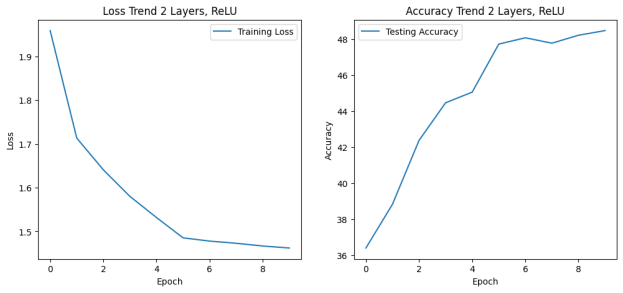 Loss Trend 2 Layers, ReLU
Training Loss
1.9
1.8
1.7
1.6
1.5
Loss
0 2 4 6 8
Epoch
Accuracy Trend 2 Layers, ReLU
Testing Accuracy
48
46
44
42
40
38
36
Accuracy
0 2 4 6 8
Epoch